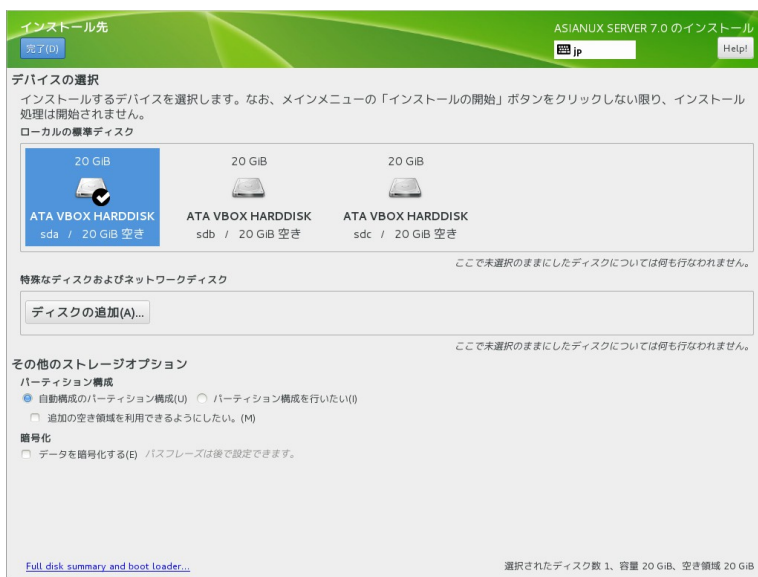 インストール先
ASIANUX SERVER 7.0 のインストール
完了(D)
jp
Help!
デバイスの選択
インストールするデバイスを選択します。なお、メインメニューの「インストールの開始」ボタンをクリックしない限り、インストール
処理は開始されません。
ローカルの標準ディスク
20 GiB
20 GiB
20 GiB
ATA VBOX HARDDISK
ATA VBOX HARDDISK
ATA VBOX HARDDISK
sda / 20 GiB 空き
sdb / 20 GiB 空き
sdc / 20 GiB 空き
ここで未選択のままにしたディスクについては何も行なわれません。
特殊なディスクおよびネットワークディスク
ディスクの追加(A)...
ここで未選択のままにしたディスクについては何も行なわれません。
その他のストレージオプション
パーティション構成
自動構成のパーティション構成(U) パーティション構成を行いたい(I)
追加の空き領域を利用できるようにしたい。(M)
暗号化
データを暗号化する(E) パスフレーズは後で設定できます。
Full disk summary and boot loader...
選択されたディスク数 1、容量 20 GiB、空き領域 20 GiB